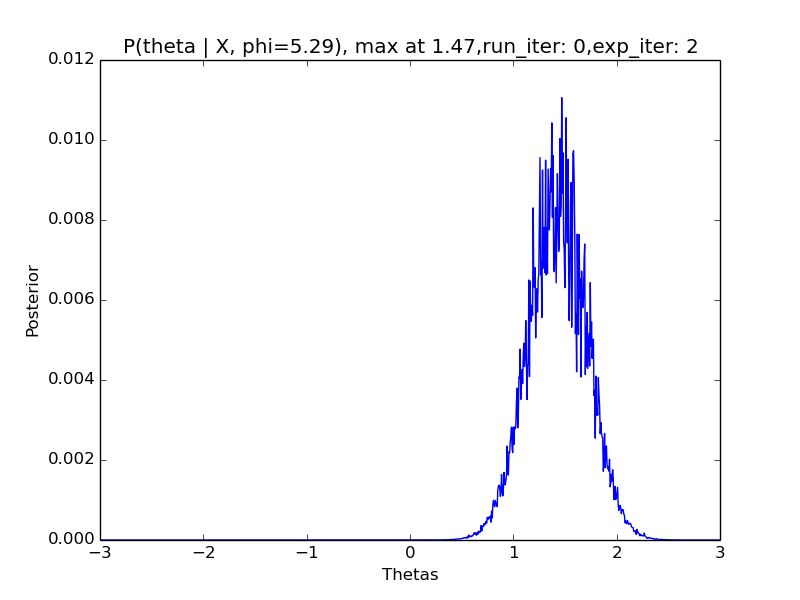 P(theta | X, phi=5.29), max at 1.47,run_iter: 0,exp_iter: 2
0.012
0.010
0.008
0.006
0.004
0.002
0.000
Posterior
−3 −2 −1 0 1 2 3
Thetas